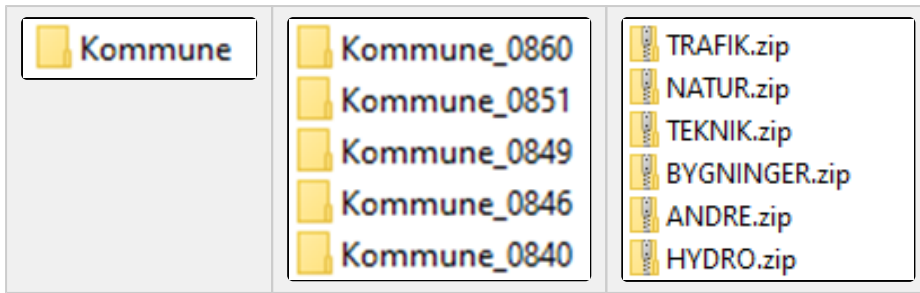 Kommune
Kommune_0860
Kommune_0851
Kommune_0849
Kommune_0846
Kommune_0840
TRAFIK.zip
NATUR.zip
TEKNIK.zip
BYGNINGER.zip
ANDRE.zip
HYDRO.zip